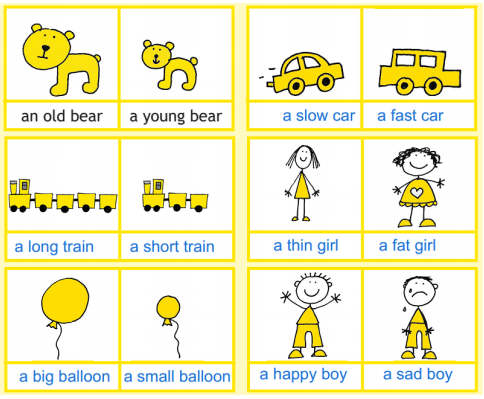 an old bear
a young bear
a slow car
a fast car
a long train
a short train
a thin girl
a fat girl
a big balloon
a small balloon
a happy boy
a sad boy